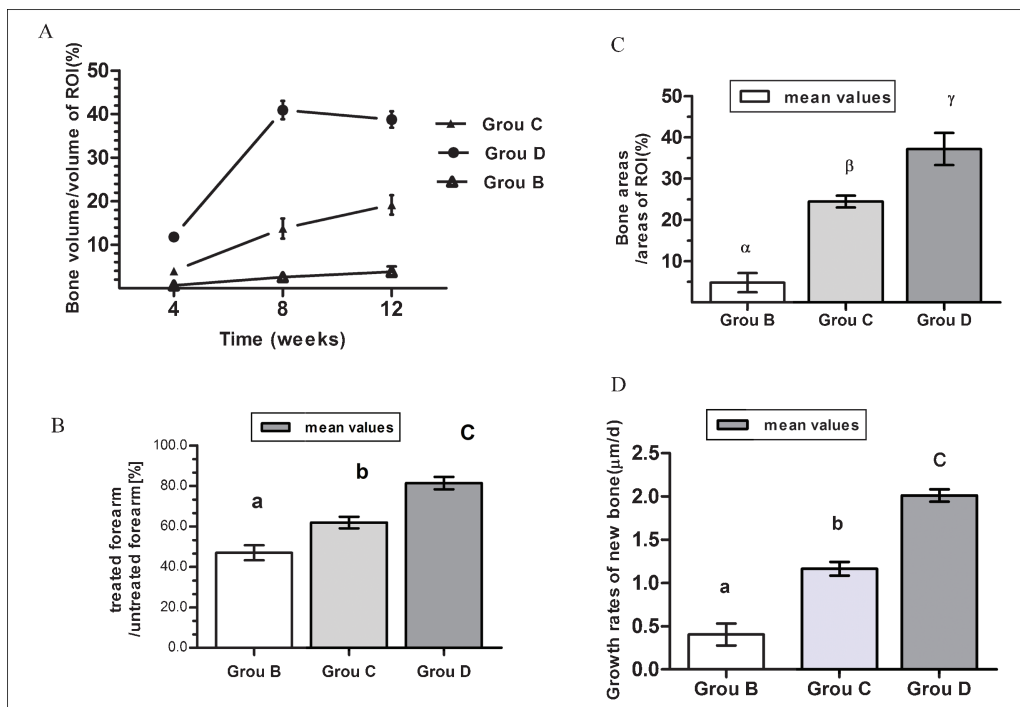 A
Bone volume/volume of ROI(%)
50
40
30
20
10
4
8
12
Time (weeks)
Grou C
Grou D
Grou B
C
mean values
Bone areas
/areas of ROI(%)
50
40
30
20
10
α
β
γ
Grou B
Grou C
Grou D
B
mean values
treated forearm
/untreated forearm[%]
100.0
80.0
60.0
40.0
80.0
0.0
a
b
C
Grou B
Grou C
Grou D
D
mean values
Growth rates of new bone(μm/d)
2.5
2.0
1.5
1.0
0.5
0.0
a
b
C
Grou B
Grou C
Grou D